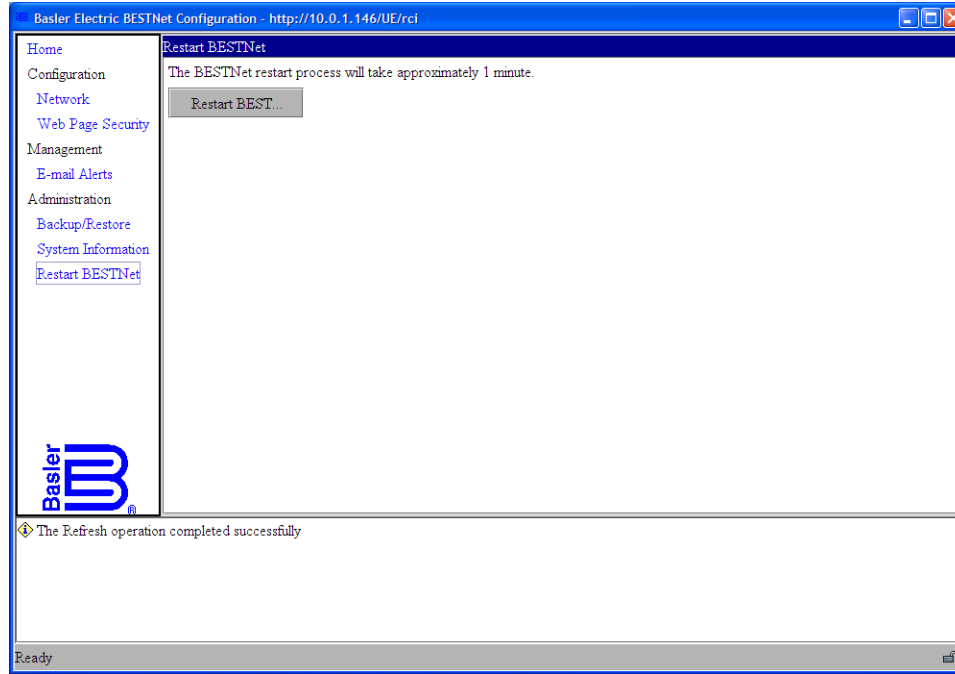 Basler Electric BESTNet Configuration - http://10.0.1.146/UE/rci
Home
Configuration
Network
Web Page Security
Management
E-mail Alerts
Administration
Backup/Restore
System Information
Restart BESTNet
Basler
®
Restart BESTNet
The BESTNet restart process will take approximately 1 minute.
Restart BEST...
The Refresh operation completed successfully
Ready